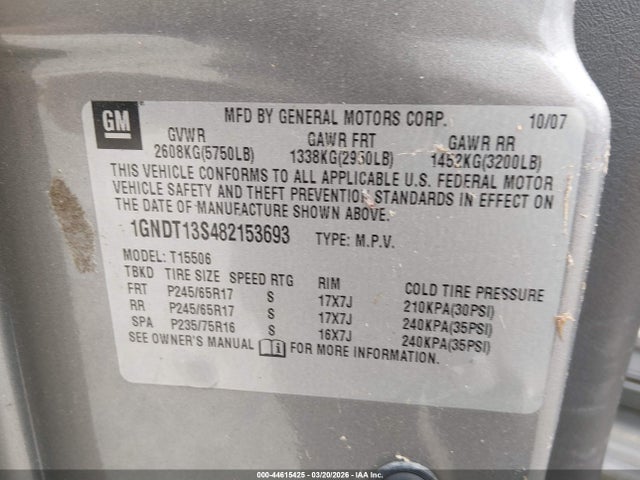 GM
MFD BY GENERAL MOTORS CORP. 10/07
GVWR GAWR FRT GAWR RR
2608KG(5750LB) 1338KG(2950LB) 1452KG(3200LB)
THIS VEHICLE CONFORMS TO ALL APPLICABLE U.S. FEDERAL MOTOR
VEHICLE SAFETY AND THEFT PREVENTION STANDARDS IN EFFECT ON
THE DATE OF MANUFACTURE SHOWN ABOVE.
1GNDT13S482153693 TYPE: M.P.V.
MODEL: T15506
TBKD TIRE SIZE SPEED RTG RIM COLD TIRE PRESSURE
FRT P245/65R17 S 17X7J 210KPA(30PSI)
RR P245/65R17 S 17X7J 240KPA(35PSI)
SPA P235/75R16 S 16X7J 240KPA(35PSI)
SEE OWNER'S MANUAL FOR MORE INFORMATION.
000-44615425 | 03/20/2026 - IAAI.COM